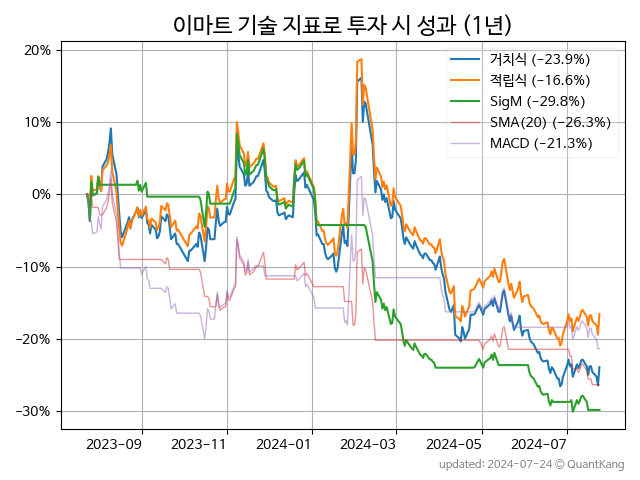 이마트 기술 지표로 투자 시 성과 (1년)
20%
10%
0%
−10%
−20%
−30%
거치식 (−23.9%)
적립식 (−16.6%)
SigM (−29.8%)
SMA(20) (−26.3%)
MACD (−21.3%)
2023−09
2023−11
2024−01
2024−03
2024−05
2024−07
updated: 2024−07−24 © QuantKang